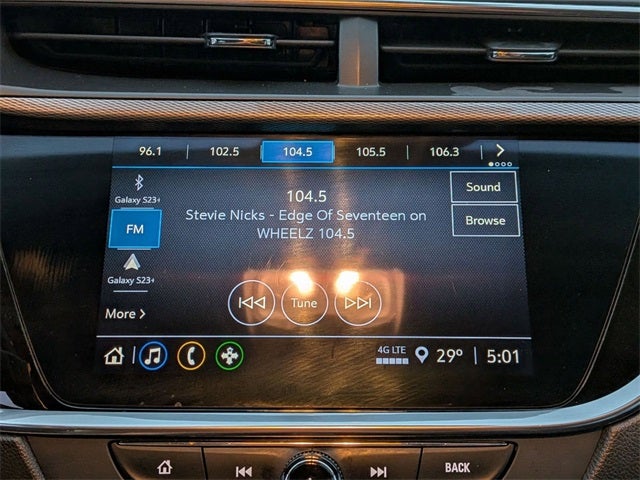 96.1 | 102.5 104.5 105.5 | 106.3 |
Galaxy S23+
104.5
Sound
Stevie Nicks - Edge Of Seventeen on
WHEELZ 104.5
Browse
FM
Galaxy S23+
Tune
More
4G LTE 29° | 5:01
BACK